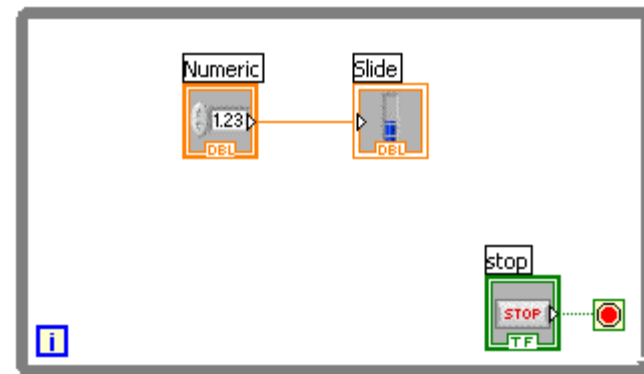 Numeric
Slide
1.23
DBL
DBL
stop
STOP
TF
i